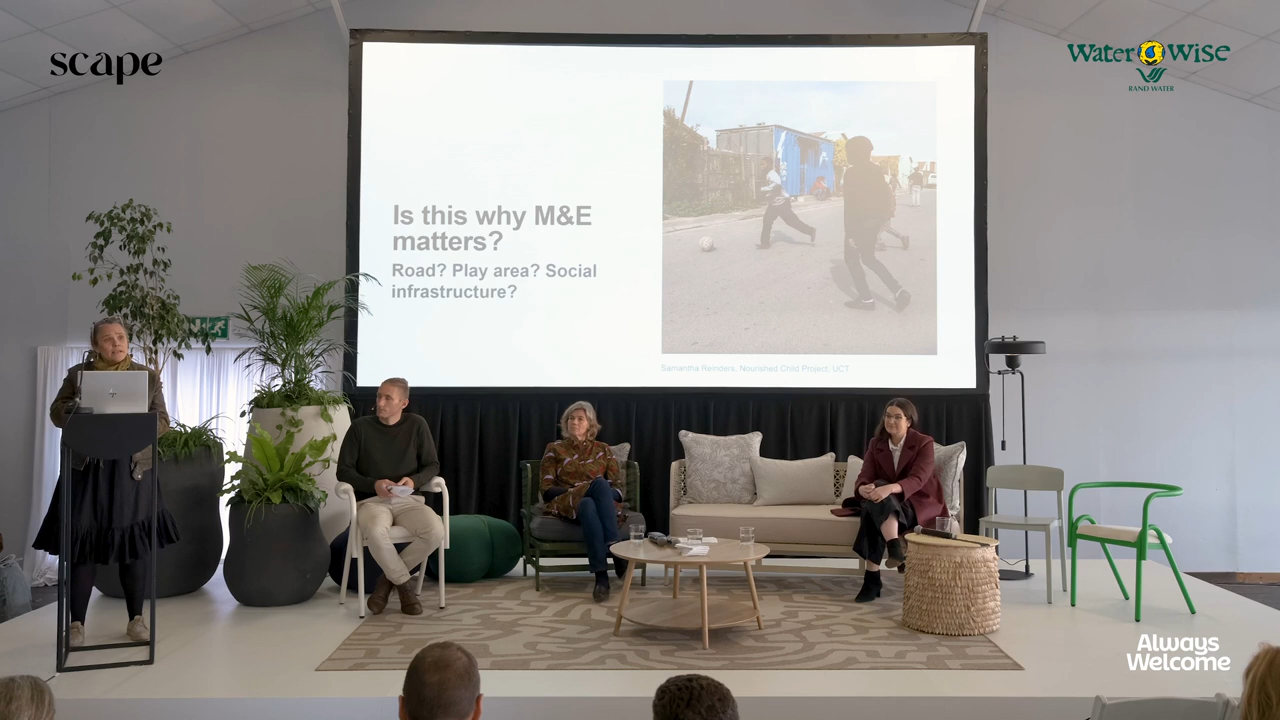 scape
Water Wise
RAND WATER
Is this why M&E
matters?
Road? Play area? Social
infrastructure?
Samantha Reinders, Nourished Child Project, UCT
Always
Welcome